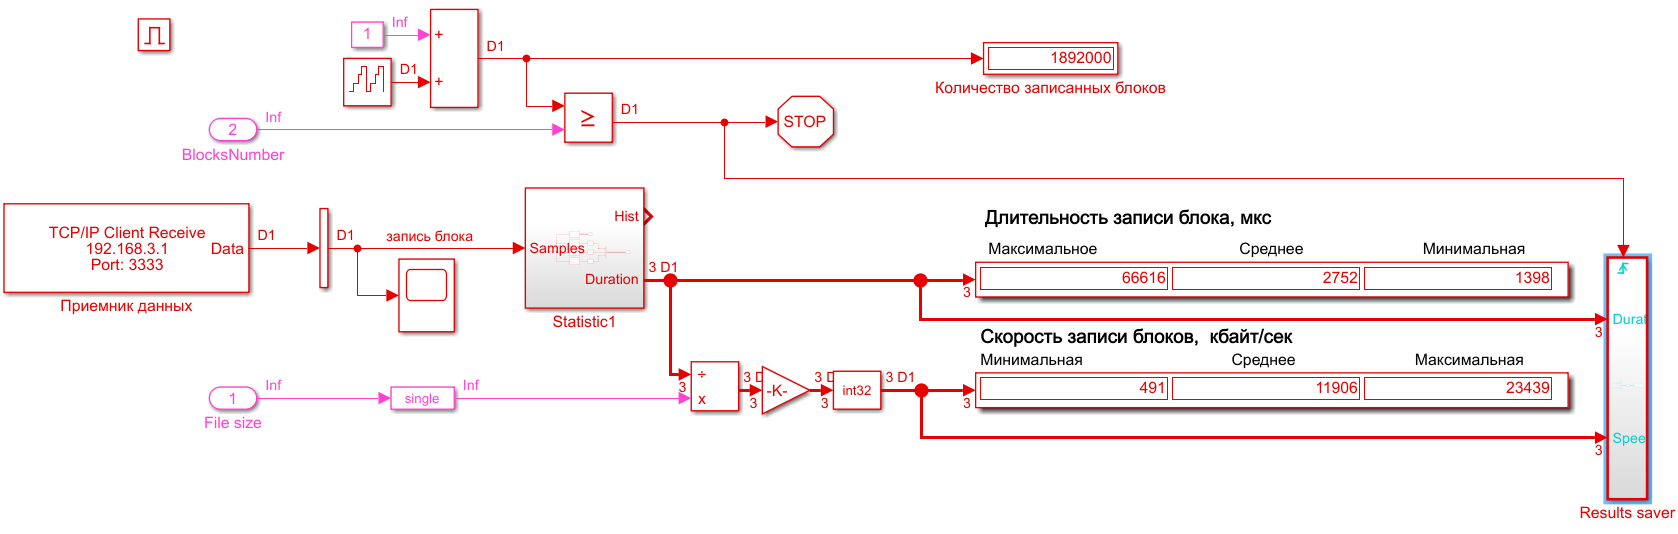 1
Inf
+
D1
D1
+
1892000
Количество записанных блоков
2
Inf
BlocksNumber
≥
D1
STOP
TCP/IP Client Receive
192.168.3.1
Port: 3333
Data
D1
Приемник данных
D1
запись блока
Hist
Samples
Duration
Statistic1
3 D1
Длительность записи блока, мкс
Максимальное
Среднее
Минимальная
3
66616
2752
1398
Скорость записи блоков, кбайт/сек
Минимальная
Среднее
Максимальная
3
491
11906
23439
1
Inf
File size
single
Inf
÷
3
x
3 D
3
-K-
3 D
3
int32
3 D1
Durat
3
Spee
3
Results saver